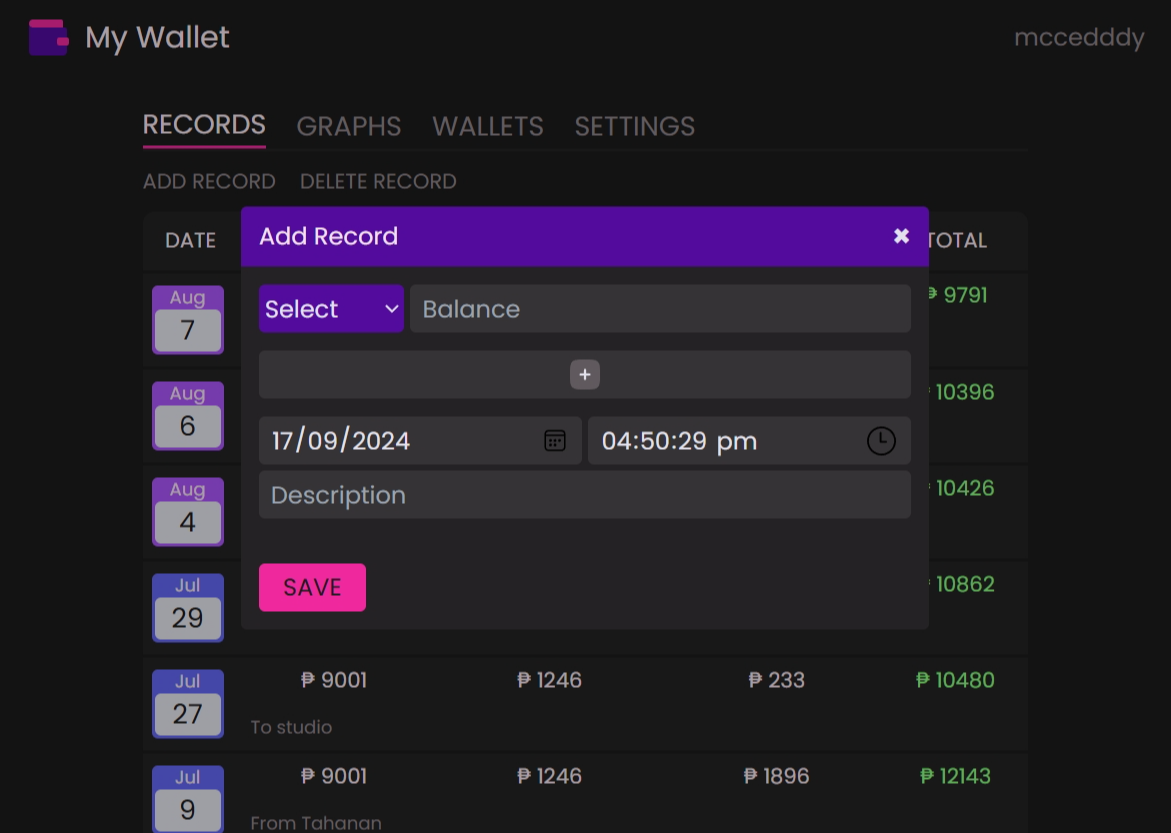 My Wallet
mccedddy
RECORDS GRAPHS WALLETS SETTINGS
ADD RECORD DELETE RECORD
DATE
TOTAL
Add Record ✖
Select Balance
+
17/09/2024 04:50:29 pm
Description
SAVE
Aug
7
₱ 9791
Aug
6
10396
Aug
4
10426
Jul
29
10862
Jul
27
₱ 9001 ₱ 1246 ₱ 233 ₱ 10480
To studio
Jul
9
₱ 9001 ₱ 1246 ₱ 1896 ₱ 12143
From Tahanan